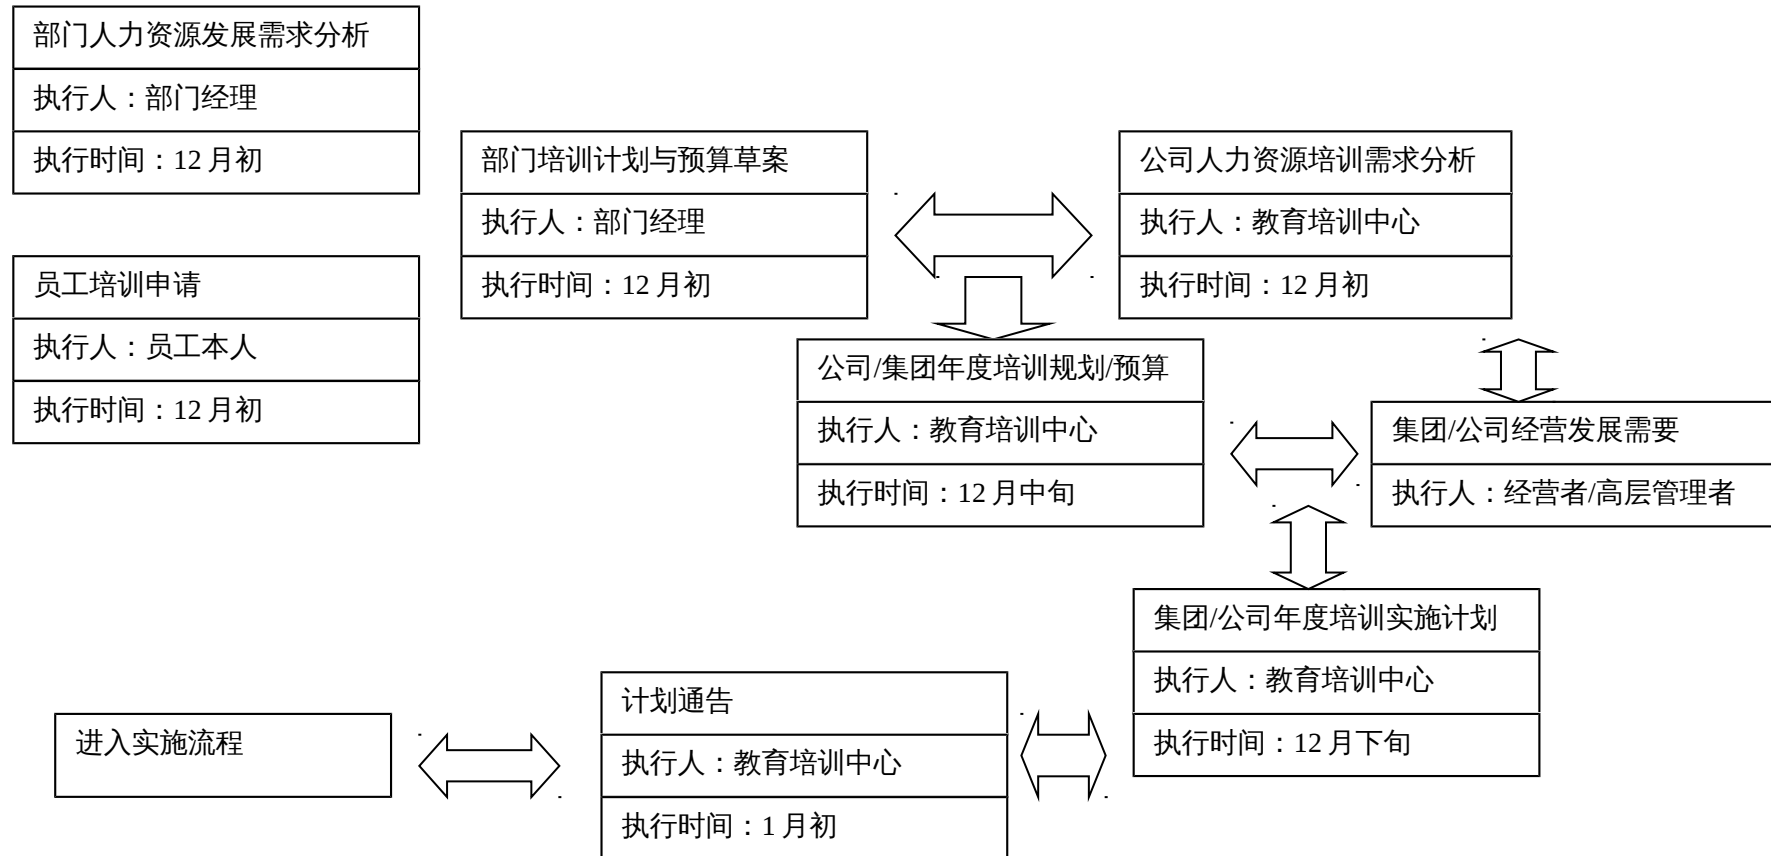 部门人力资源发展需求分析
执行人：部门经理
执行时间：12月初
员工培训申请
执行人：员工本人
执行时间：12月初
部门培训计划与预算草案
执行人：部门经理
执行时间：12月初
公司人力资源培训需求分析
执行人：教育培训中心
执行时间：12月初
公司/集团年度培训规划/预算
执行人：教育培训中心
执行时间：12月中旬
集团/公司经营发展需要
执行人：经营者/高层管理者
集团/公司年度培训实施计划
执行人：教育培训中心
执行时间：12月下旬
计划通告
执行人：教育培训中心
执行时间：1月初
进入实施流程